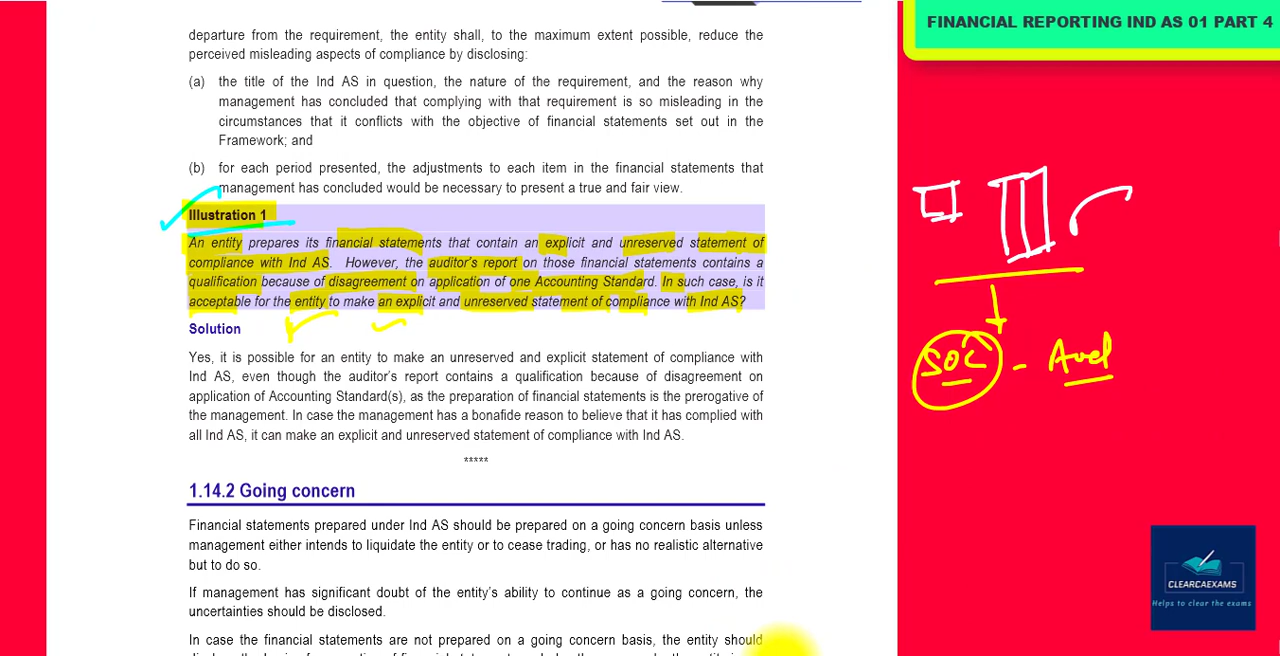 FINANCIAL REPORTING IND AS 01 PART 4
departure from the requirement, the entity shall, to the maximum extent possible, reduce the
perceived misleading aspects of compliance by disclosing:
(a) the title of the Ind AS in question, the nature of the requirement, and the reason why
management has concluded that complying with that requirement is so misleading in the
circumstances that it conflicts with the objective of financial statements set out in the
Framework; and
(b) for each period presented, the adjustments to each item in the financial statements that
management has concluded would be necessary to present a true and fair view.
Illustration 1
An entity prepares its financial statements that contain an explicit and unreserved statement of
compliance with Ind AS. However, the auditor's report on those financial statements contains a
qualification because of disagreement on application of one Accounting Standard. In such case, is it
acceptable for the entity to make an explicit and unreserved statement of compliance with Ind AS?
Solution
Yes, it is possible for an entity to make an unreserved and explicit statement of compliance with
Ind AS, even though the auditor's report contains a qualification because of disagreement on
application of Accounting Standard(s), as the preparation of financial statements is the prerogative of
the management. In case the management has a bonafide reason to believe that it has complied with
all Ind AS, it can make an explicit and unreserved statement of compliance with Ind AS.
*****
1.14.2 Going concern
Financial statements prepared under Ind AS should be prepared on a going concern basis unless
management either intends to liquidate the entity or to cease trading, or has no realistic alternative
but to do so.
If management has significant doubt of the entity's ability to continue as a going concern, the
uncertainties should be disclosed.
In case the financial statements are not prepared on a going concern basis, the entity should
SOC -
CLEARCAEXAMS
Helps to clear the exams